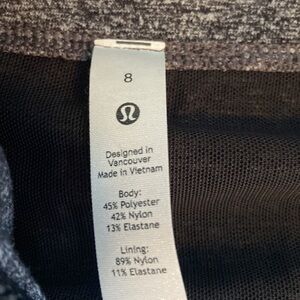 8
Designed in
Vancouver
Made in Vietnam
Body:
45% Polyester
42% Nylon
13% Elastane
Lining:
89% Nylon
11% Elastane